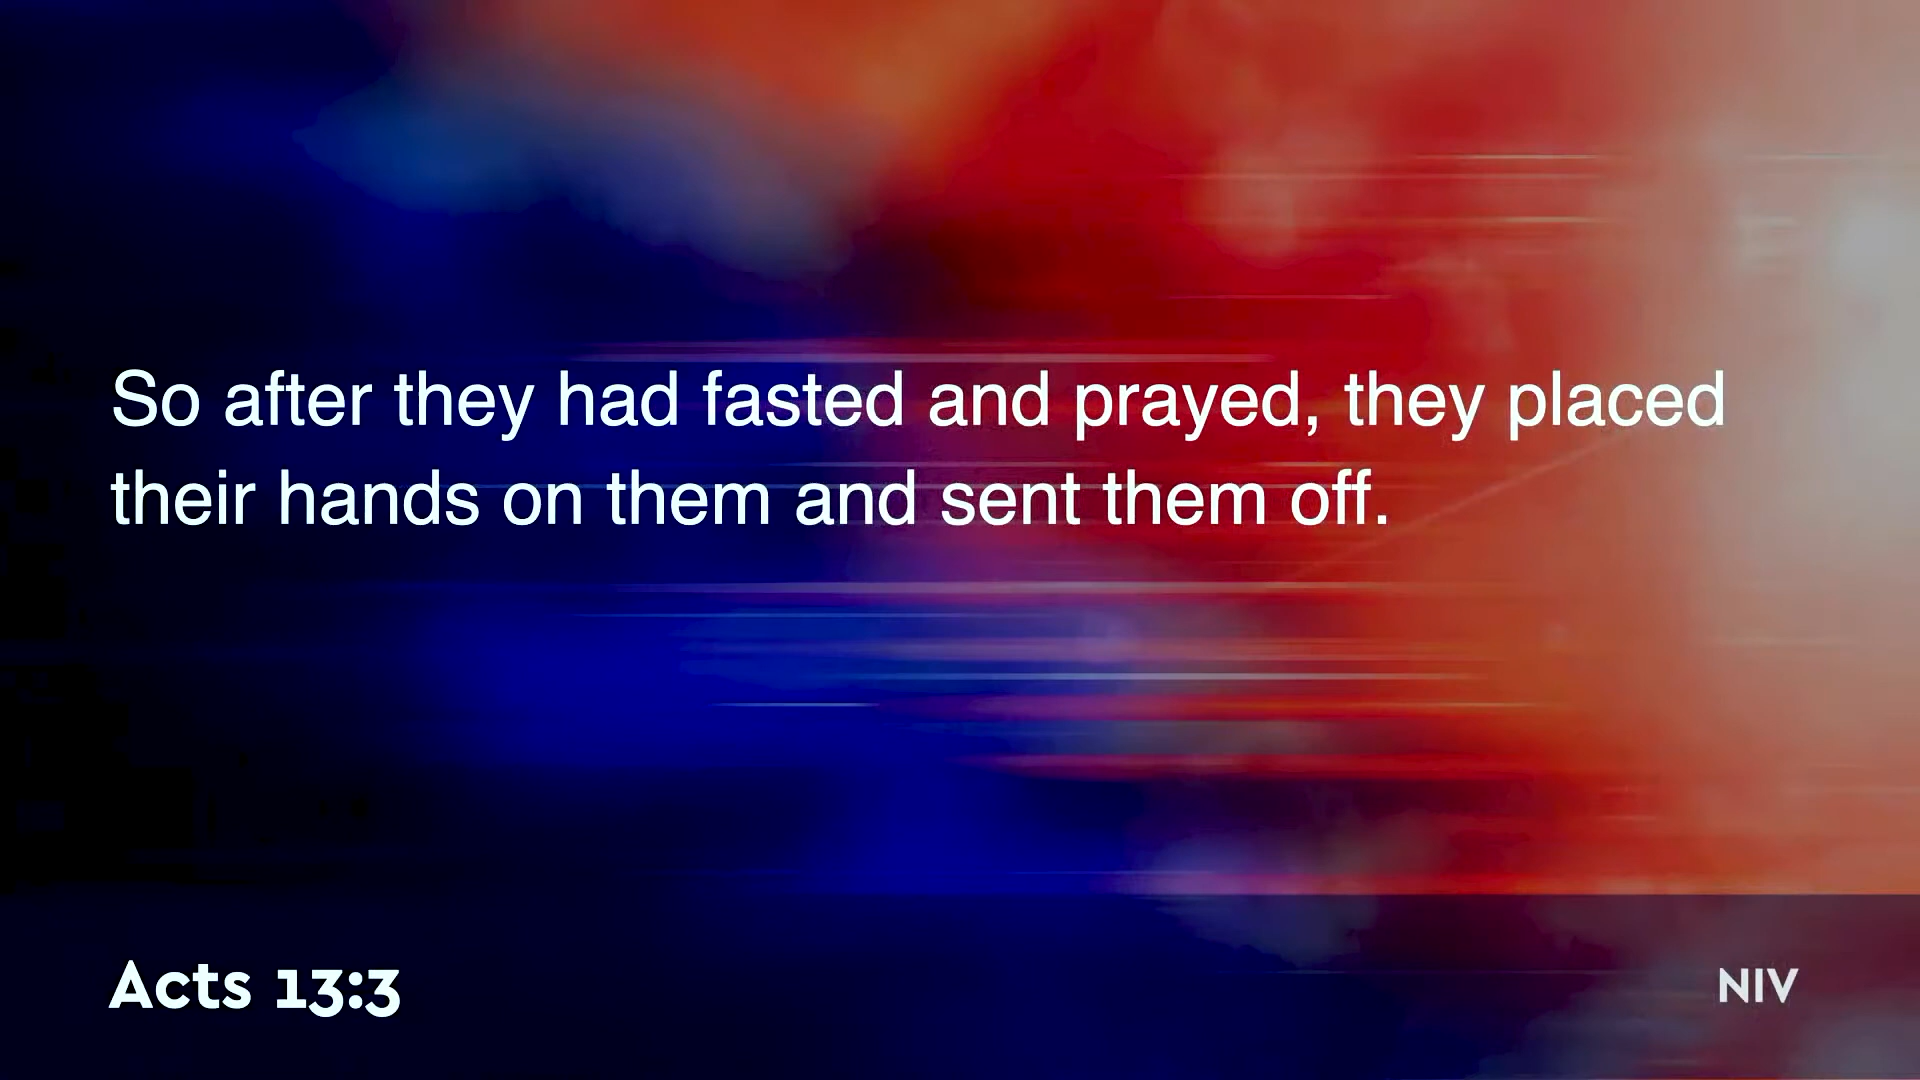 So after they had fasted and prayed, they placed
their hands on them and sent them off.
Acts 13:3
NIV